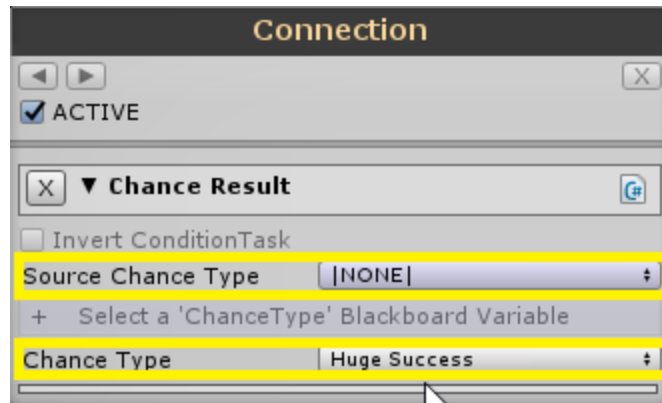 Connection
X
ACTIVE
X ▼ Chance Result C#
Invert ConditionTask
Source Chance Type |NONE|
+ Select a 'ChanceType' Blackboard Variable
Chance Type Huge Success